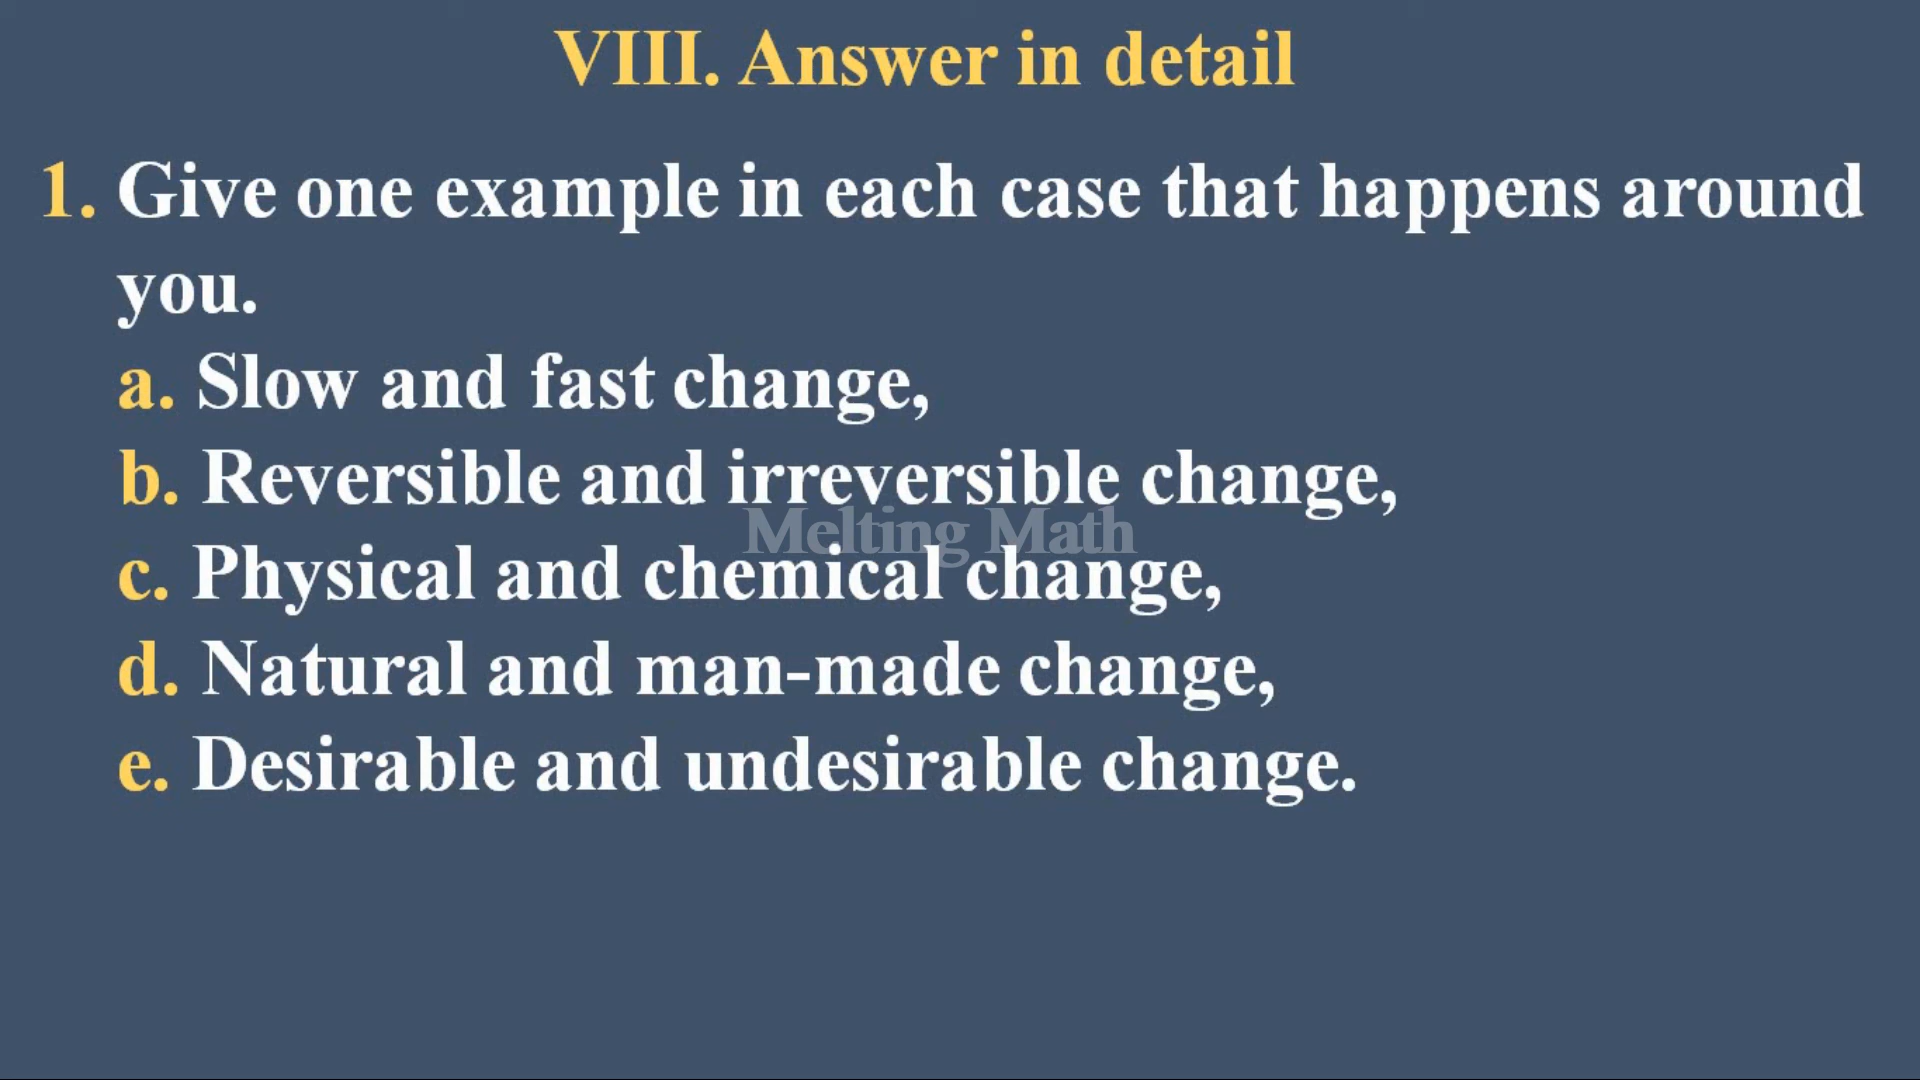 VIII. Answer in detail
1. Give one example in each case that happens around
you.
a. Slow and fast change,
b. Reversible and irreversible change,
Melting Math
c. Physical and chemical change,
d. Natural and man-made change,
e. Desirable and undesirable change.